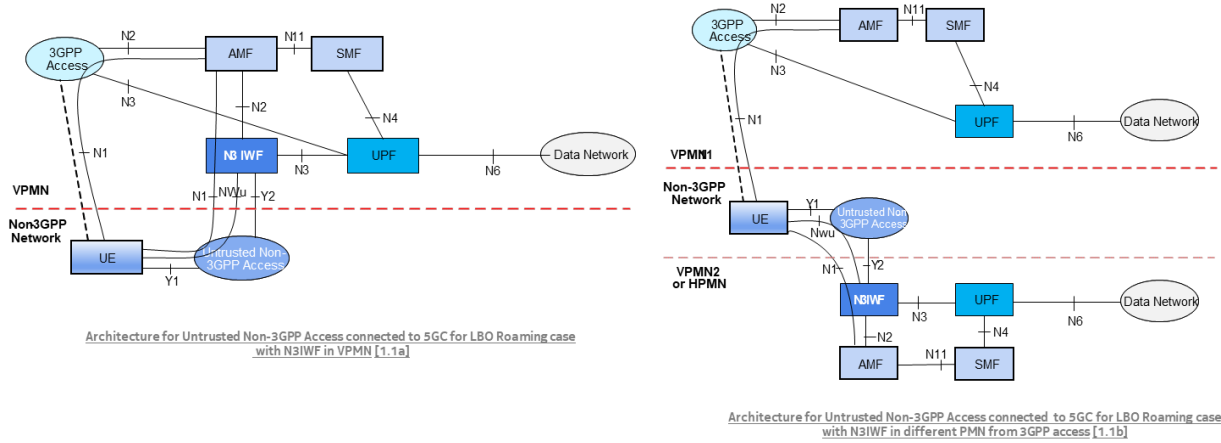 N2
3GPP
Access
AMF
N11
SMF
N3
N2
N4
N1
N3 IWF
N3
UPF
N6
Data Network
VPMN
N1
NWu
Y2
Non-3GPP
Network
UE
Untrusted Non-
3GPP Access
Y1
Architecture for Untrusted Non-3GPP Access connected to 5GC for LBO Roaming case
with N3IWF in VPMN [1.1a]
N2
3GPP
Access
AMF
N11
SMF
N3
N4
N1
UPF
N6
Data Network
VPMN1
Non-3GPP
Network
UE
Y1
Nwu
Untrusted Non-
3GPP Access
N1
Y2
VPMN2
or HPMN
N3IWF
N3
UPF
N6
Data Network
N2
N4
AMF
N11
SMF
Architecture for Untrusted Non-3GPP Access connected to 5GC for LBO Roaming case
with N3IWF in different PMN from 3GPP access [1.1b]